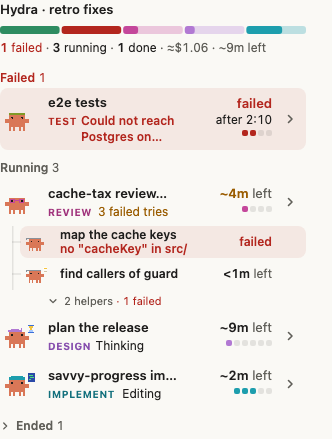 Hydra · retro fixes
1 failed · 3 running · 1 done · ≈$1.06 · ~9m left
Failed 1
e2e tests
failed
TEST Could not reach
Postgres on...
after 2:10
Running 3
cache-tax review...
~4m left
REVIEW 3 failed tries
map the cache keys
no "cacheKey" in src/
failed
find callers of guard
<1m left
2 helpers · 1 failed
plan the release
~9m left
DESIGN Thinking
savvy-progress im...
~2m left
IMPLEMENT Editing
Ended 1